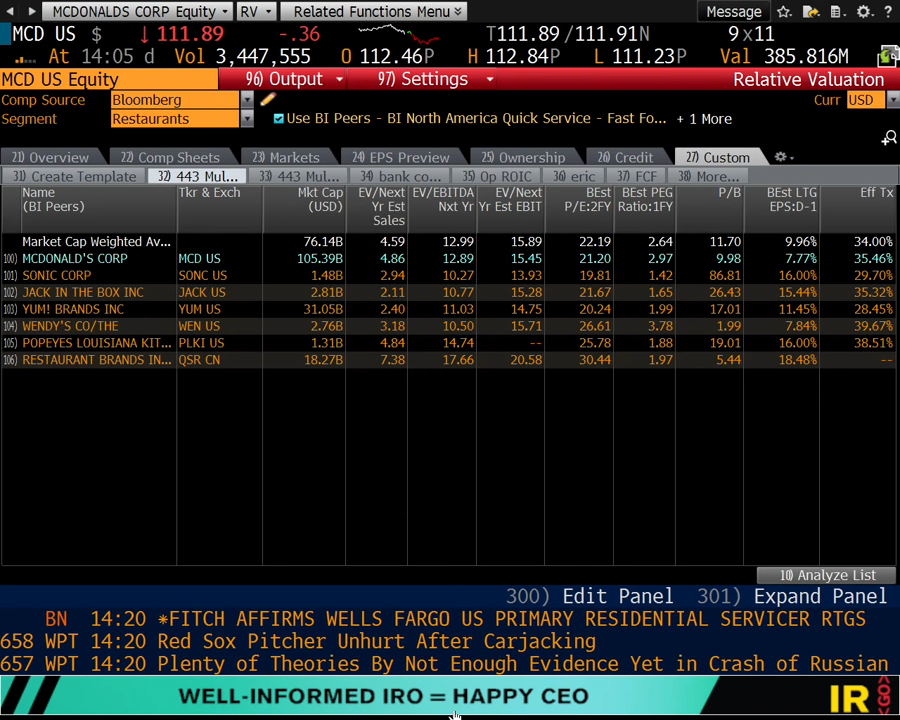 MCDONALDS CORP Equity RV Related Functions Menu Message ?
MCD US $ 111.89 -.36 T111.89 /111.91N 9 x11
At 14:05 d Vol 3,447,555 O 112.46P H 112.84P L 111.23P Val 385.816M
MCD US Equity 96) Output 97) Settings Relative Valuation
Comp Source Bloomberg Curr USD
Segment Restaurants Use BI Peers - BI North America Quick Service - Fast Fo... + 1 More
21) Overview 22) Comp Sheets 23) Markets 24) EPS Preview 25) Ownership 26) Credit 27) Custom
31) Create Template 32) 443 Mul... 33) 443 Mul... 34) bank co... 35) Op ROIC 36) eric 37) FCF 38) More...
Name Tkr & Exch Mkt Cap EV/Next EV/EBITDA EV/Next BEst BEst PEG P/B BEst LTG Eff Tx
(BI Peers) (USD) Yr Est Nxt Yr Yr Est EBIT P/E:2FY Ratio:1FY EPS:D-1
Sales
Market Cap Weighted Av... 76.14B 4.59 12.99 15.89 22.19 2.64 11.70 9.96% 34.00%
100) MCDONALD'S CORP MCD US 105.39B 4.86 12.89 15.45 21.20 2.97 9.98 7.77% 35.46%
101) SONIC CORP SONC US 1.48B 2.94 10.27 13.93 19.81 1.42 86.81 16.00% 29.70%
102) JACK IN THE BOX INC JACK US 2.81B 2.11 10.77 15.28 21.67 1.65 26.43 15.44% 35.32%
103) YUM! BRANDS INC YUM US 31.05B 2.40 11.03 14.75 20.24 1.99 17.01 11.45% 28.45%
104) WENDY'S CO/THE WEN US 2.76B 3.18 10.50 15.71 26.61 3.78 1.99 7.84% 39.67%
105) POPEYES LOUISIANA KIT... PLKI US 1.31B 4.84 14.74 -- 25.78 1.88 19.01 16.00% 38.51%
106) RESTAURANT BRANDS IN... QSR CN 18.27B 7.38 17.66 20.58 30.44 1.97 5.44 18.48% --
10) Analyze List
300) Edit Panel 301) Expand Panel
BN 14:20 *FITCH AFFIRMS WELLS FARGO US PRIMARY RESIDENTIAL SERVICER RTGS
658 WPT 14:20 Red Sox Pitcher Unhurt After Carjacking
657 WPT 14:20 Plenty of Theories By Not Enough Evidence Yet in Crash of Russian
WELL-INFORMED IRO = HAPPY CEO IR